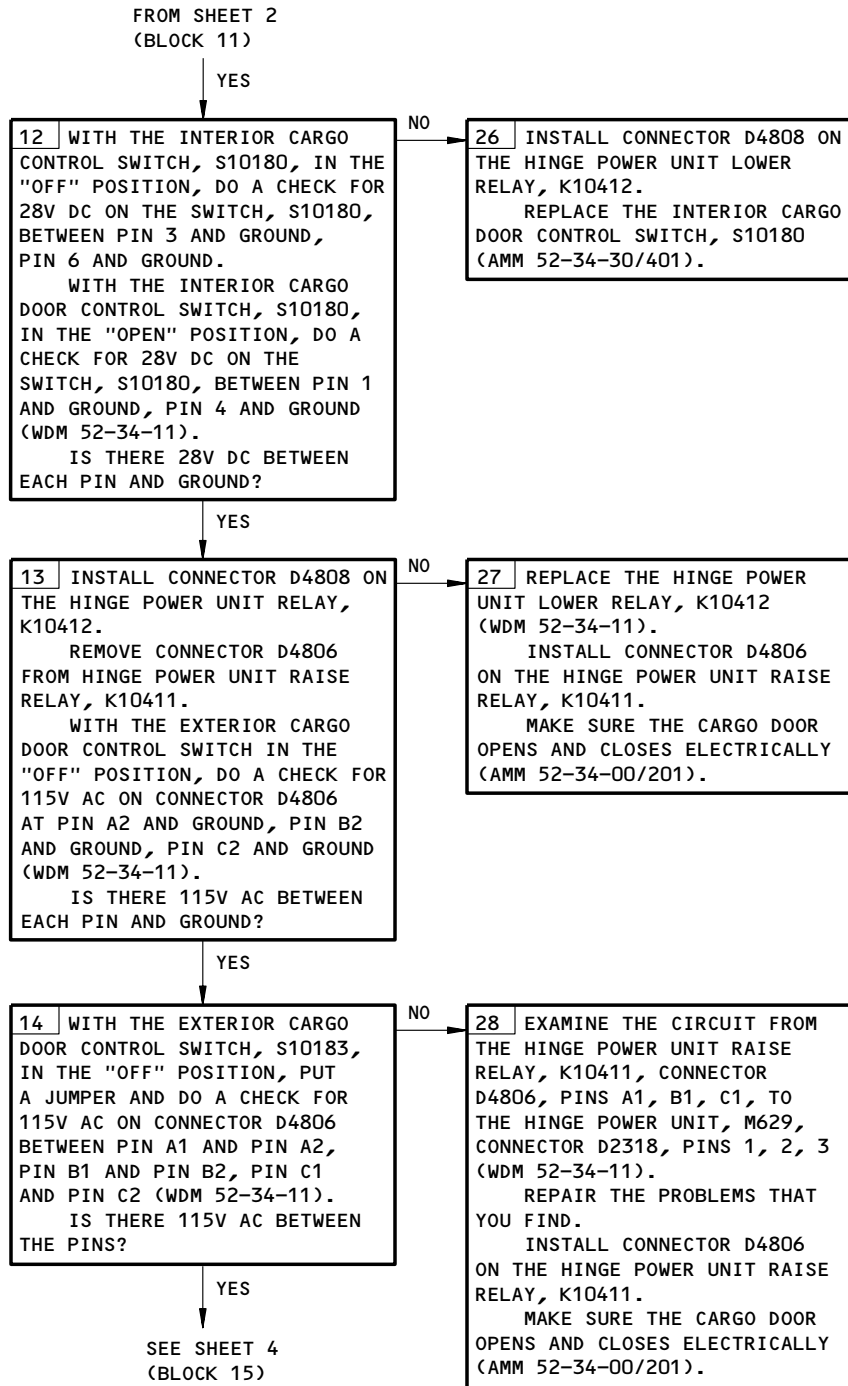 FROM SHEET 2
(BLOCK 11)
YES
12 WITH THE INTERIOR CARGO
CONTROL SWITCH, S10180, IN THE
"OFF" POSITION, DO A CHECK FOR
28V DC ON THE SWITCH, S10180,
BETWEEN PIN 3 AND GROUND,
PIN 6 AND GROUND.
WITH THE INTERIOR CARGO
DOOR CONTROL SWITCH, S10180,
IN THE "OPEN" POSITION, DO A
CHECK FOR 28V DC ON THE
SWITCH, S10180, BETWEEN PIN 1
AND GROUND, PIN 4 AND GROUND
(WDM 52-34-11).
IS THERE 28V DC BETWEEN
EACH PIN AND GROUND?
NO
26 INSTALL CONNECTOR D4808 ON
THE HINGE POWER UNIT LOWER
RELAY, K10412.
REPLACE THE INTERIOR CARGO
DOOR CONTROL SWITCH, S10180
(AMM 52-34-30/401).
YES
13 INSTALL CONNECTOR D4808 ON
THE HINGE POWER UNIT RELAY,
K10412.
REMOVE CONNECTOR D4806
FROM HINGE POWER UNIT RAISE
RELAY, K10411.
WITH THE EXTERIOR CARGO
DOOR CONTROL SWITCH IN THE
"OFF" POSITION, DO A CHECK FOR
115V AC ON CONNECTOR D4806
AT PIN A2 AND GROUND, PIN B2
AND GROUND, PIN C2 AND GROUND
(WDM 52-34-11).
IS THERE 115V AC BETWEEN
EACH PIN AND GROUND?
NO
27 REPLACE THE HINGE POWER
UNIT LOWER RELAY, K10412
(WDM 52-34-11).
INSTALL CONNECTOR D4806
ON THE HINGE POWER UNIT RAISE
RELAY, K10411.
MAKE SURE THE CARGO DOOR
OPENS AND CLOSES ELECTRICALLY
(AMM 52-34-00/201).
YES
14 WITH THE EXTERIOR CARGO
DOOR CONTROL SWITCH, S10183,
IN THE "OFF" POSITION, PUT
A JUMPER AND DO A CHECK FOR
115V AC ON CONNECTOR D4806
BETWEEN PIN A1 AND PIN A2,
PIN B1 AND PIN B2, PIN C1
AND PIN C2 (WDM 52-34-11).
IS THERE 115V AC BETWEEN
THE PINS?
NO
28 EXAMINE THE CIRCUIT FROM
THE HINGE POWER UNIT RAISE
RELAY, K10411, CONNECTOR
D4806, PINS A1, B1, C1, TO
THE HINGE POWER UNIT, M629,
CONNECTOR D2318, PINS 1, 2, 3
(WDM 52-34-11).
REPAIR THE PROBLEMS THAT
YOU FIND.
INSTALL CONNECTOR D4806
ON THE HINGE POWER UNIT RAISE
RELAY, K10411.
MAKE SURE THE CARGO DOOR
OPENS AND CLOSES ELECTRICALLY
(AMM 52-34-00/201).
YES
SEE SHEET 4
(BLOCK 15)